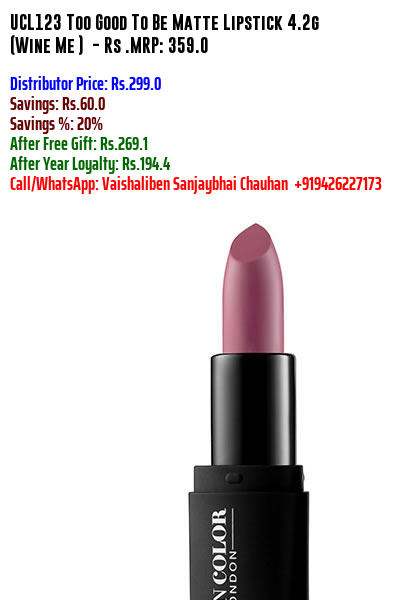 UCL123 Too Good To Be Matte Lipstick 4.2g
(Wine Me ) - Rs .MRP: 359.0
Distributor Price: Rs.299.0
Savings: Rs.60.0
Savings %: 20%
After Free Gift: Rs.269.1
After Year Loyalty: Rs.194.4
Call/WhatsApp: Vaishaliben Sanjaybhai Chauhan +919426227173
N COLOR
ONDON